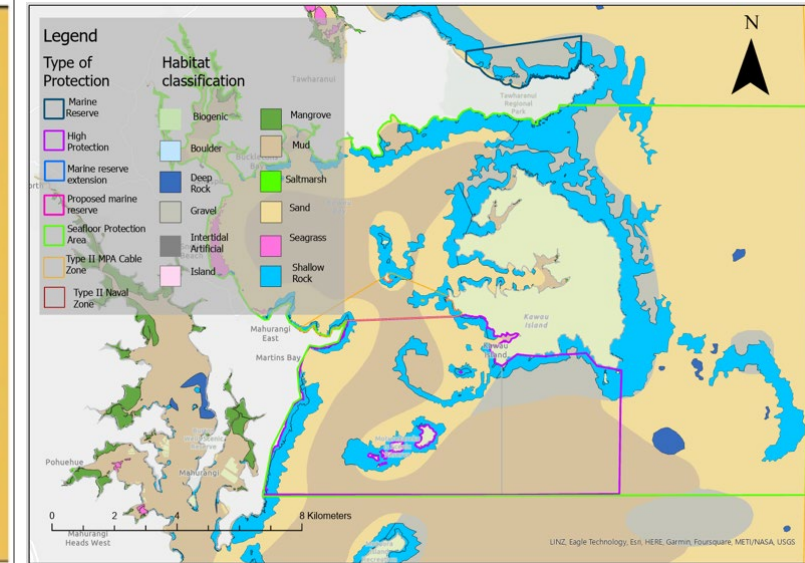 Legend
Type of
Protection
Marine
Reserve
High
Protection
Marine reserve
extension
Proposed marine
reserve
Seafloor Protection
Area
Type II MPA Cable
Zone
Type II Naval
Zone
Habitat
classification
Biogenic
Boulder
Deep
Rock
Gravel
Intertidal
Artificial
Island
Mangrove
Mud
Saltmarsh
Sand
Seagrass
Shallow
Rock
N
Tawharanui
Tawharanui
Regional
Park
Kawau
Island
Kawau
Island
Mahurangi
East
Martins Bay
Pohuehue
Mahurangi
Mahurangi
Heads West
0 2 4 8 Kilometers
LINZ, Eagle Technology, Esri, HERE, Garmin, Foursquare, METI/NASA, USGS